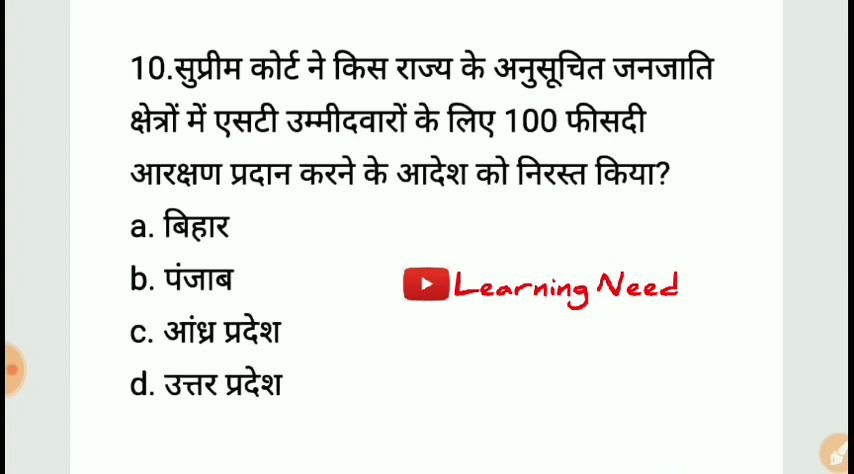 10.सुप्रीम कोर्ट ने किस राज्य के अनुसूचित जनजाति
क्षेत्रों में एसटी उम्मीदवारों के लिए 100 फीसदी
आरक्षण प्रदान करने के आदेश को निरस्त किया?
a. बिहार
b. पंजाब
Learning Need
c. आंध्र प्रदेश
d. उत्तर प्रदेश